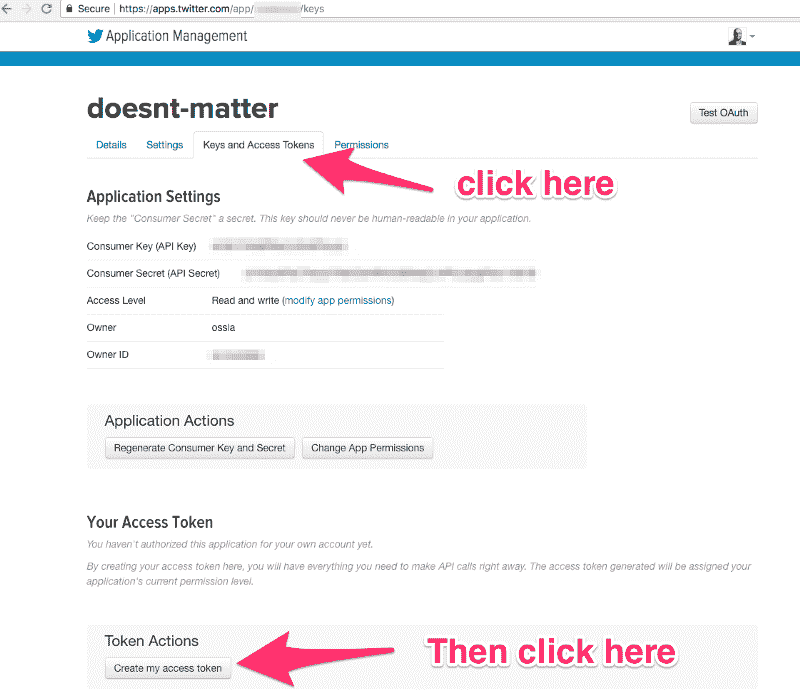 Secure | https://apps.twitter.com/app/ /keys
Application Management
doesnt-matter
Test OAuth
Details Settings Keys and Access Tokens Permissions
click here
Application Settings
Keep the "Consumer Secret" a secret. This key should never be human-readable in your application.
Consumer Key (API Key)
Consumer Secret (API Secret)
Access Level Read and write (modify app permissions)
Owner ossia
Owner ID
Application Actions
Regenerate Consumer Key and Secret Change App Permissions
Your Access Token
You haven't authorized this application for your own account yet.
By creating your access token here, you will have everything you need to make API calls right away. The access token generated will be assigned your
application's current permission level.
Token Actions
Create my access token
Then click here